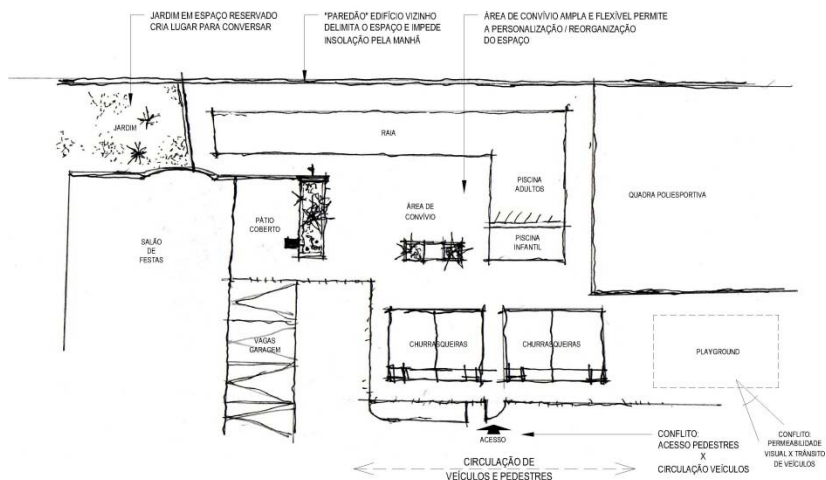 JARDIM EM ESPAÇO RESERVADO
CRIA LUGAR PARA CONVERSAR
"PAREDÃO" EDIFÍCIO VIZINHO
DELIMITA O ESPAÇO E IMPEDE
INSOLAÇÃO PELA MANHÃ
ÁREA DE CONVÍVIO AMPLA E FLEXÍVEL PERMITE
A PERSONALIZAÇÃO / REORGANIZAÇÃO
DO ESPAÇO
JARDIM
RAIA
PISCINA
ADULTOS
QUADRA POLIESPORTIVA
PÁTIO
COBERTO
ÁREA DE
CONVÍVIO
SALÃO
DE
FESTAS
PISCINA
INFANTIL
VAGAS
GARAGEM
CHURRASQUEIRAS
CHURRASQUEIRAS
PLAYGROUND
ACESSO
CONFLITO:
ACESSO PEDESTRES
X
CIRCULAÇÃO VEÍCULOS
CONFLITO:
PERMEABILIDADE
VISUAL X TRÂNSITO
DE VEÍCULOS
CIRCULAÇÃO DE
VEÍCULOS E PEDESTRES